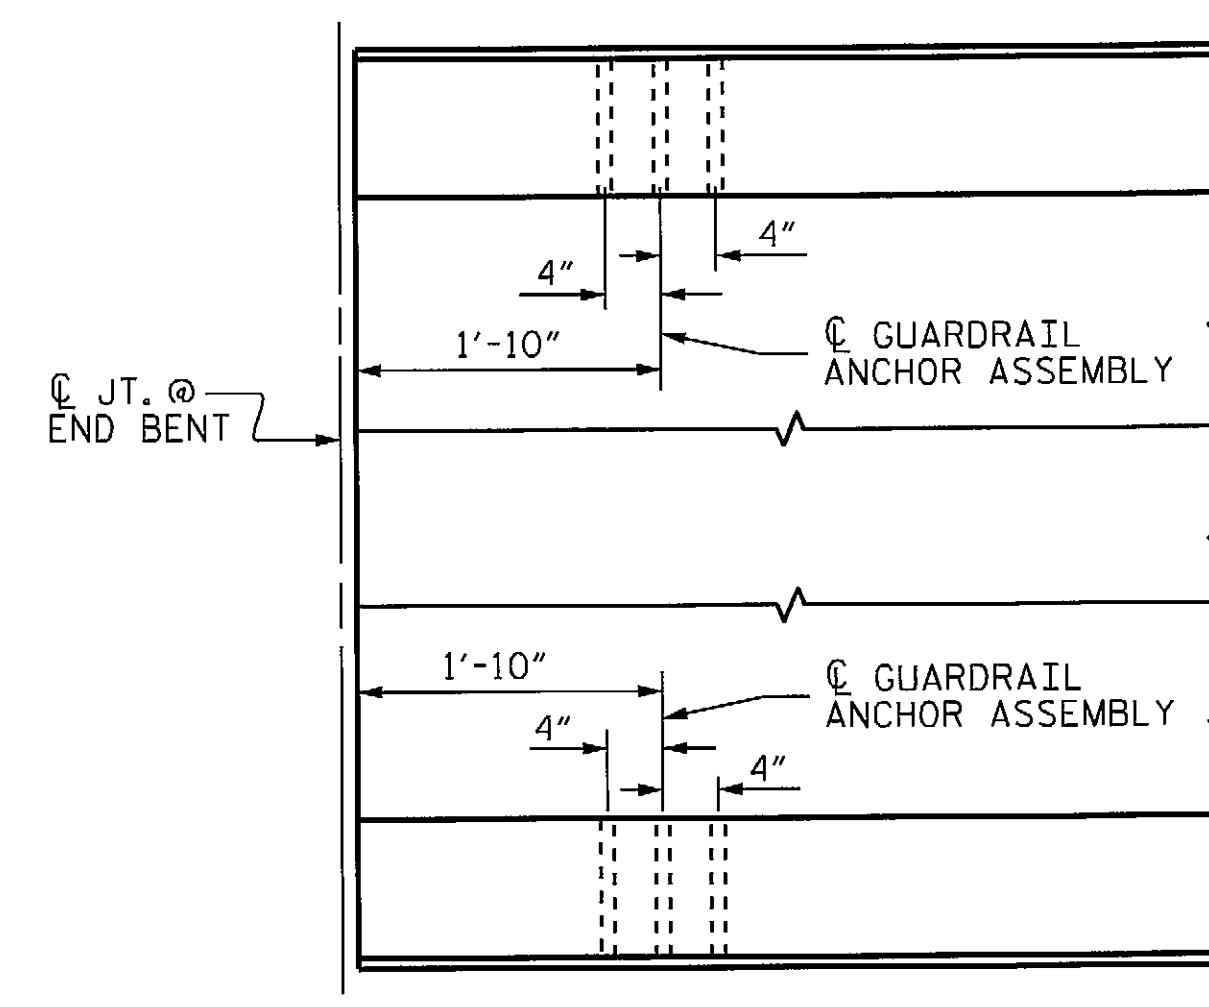 4″
4″
1′-10″
℄ GUARDRAIL
ANCHOR ASSEMBLY
℄ JT. @
END BENT
1′-10″
℄ GUARDRAIL
ANCHOR ASSEMBLY
4″
4″